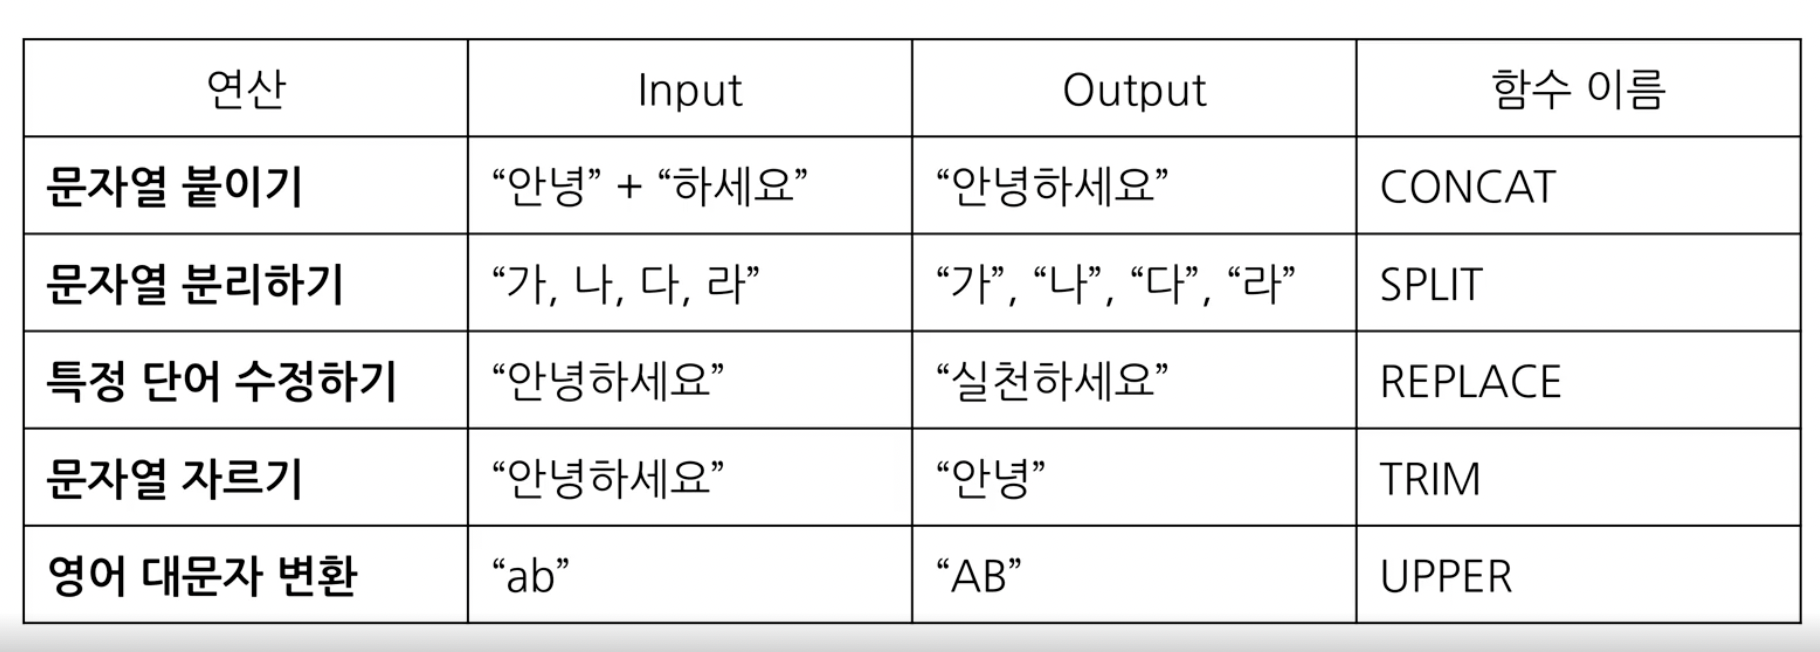 연산 Input Output 함수 이름
문자열 붙이기 “안녕” + “하세요” “안녕하세요” CONCAT
문자열 분리하기 “가, 나, 다, 라” “가”, “나”, “다”, “라” SPLIT
특정 단어 수정하기 “안녕하세요” “실천하세요” REPLACE
문자열 자르기 “안녕하세요” “안녕” TRIM
영어 대문자 변환 “ab” “AB” UPPER